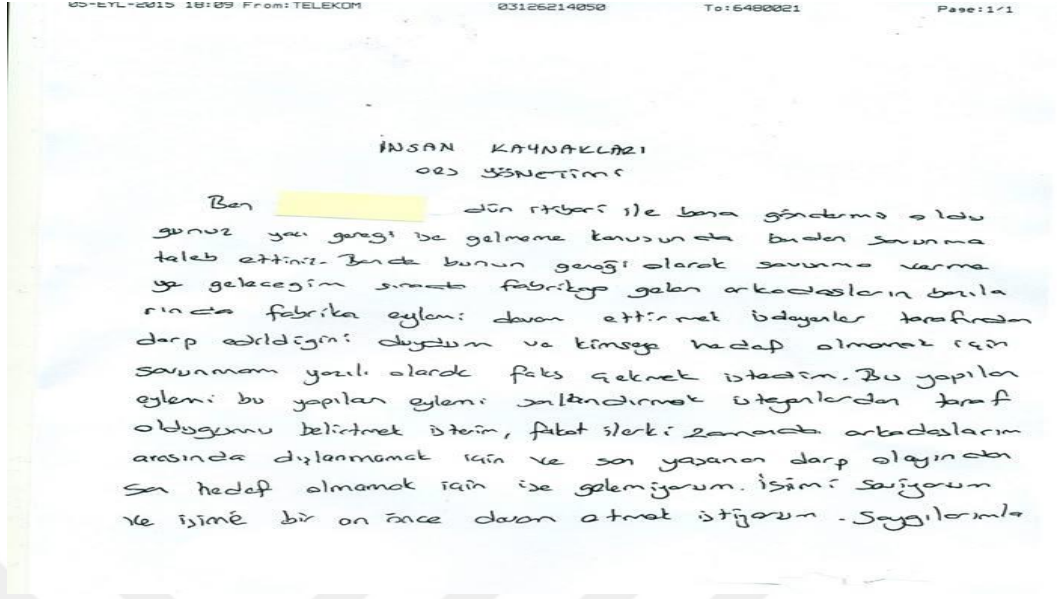 05-EYL-2015 18:09 From:TELEKOM 03126214050 To:6480021 Page:1/1
İNSAN KAYNAKLARI
ORS YÖNETİMİ
Ben dün itibari ile bana göndermiş oldu
gunuz yazı geregi işe gelmeme konusunda benden savunma
taleb ettiniz. Bende bunun gereği olarak savunma verme
ye geleceğim sırada fabrikaya gelen arkadaşların bazıla
rında fabrika eylemi devam ettirmek isteyenler tarafından
darp edildiğini duydum ve kimseye hedef olmamak için
savunmam yazılı olarak faks çekmek istedim. Bu yapılan
eylemi bu yapılan eylemi sonlandırmak isteyenlerden taraf
olduğumu belirtmek isterim, fakat ilerki zamanda arkadaşlarım
arasında dışlanmamak için ve son yaşanan darp olayından
son hedef olmamak için işe gelemiyorum. İşimi seviyorum
ve işime bir an önce devam etmek istiyorum. Saygılarımla